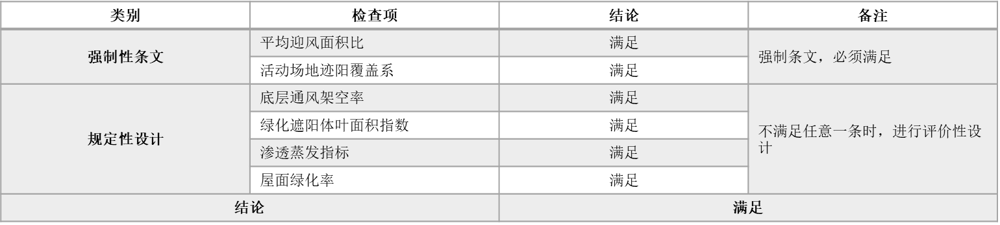 类别 检查项 结论 备注
强制性条文 平均迎风面积比 满足 强制条文，必须满足
活动场地迹阳覆盖系 满足
规定性设计 底层通风架空率 满足 不满足任意一条时，进行评价性设
计
绿化遮阳体叶面积指数 满足
渗透蒸发指标 满足
屋面绿化率 满足
结论 满足